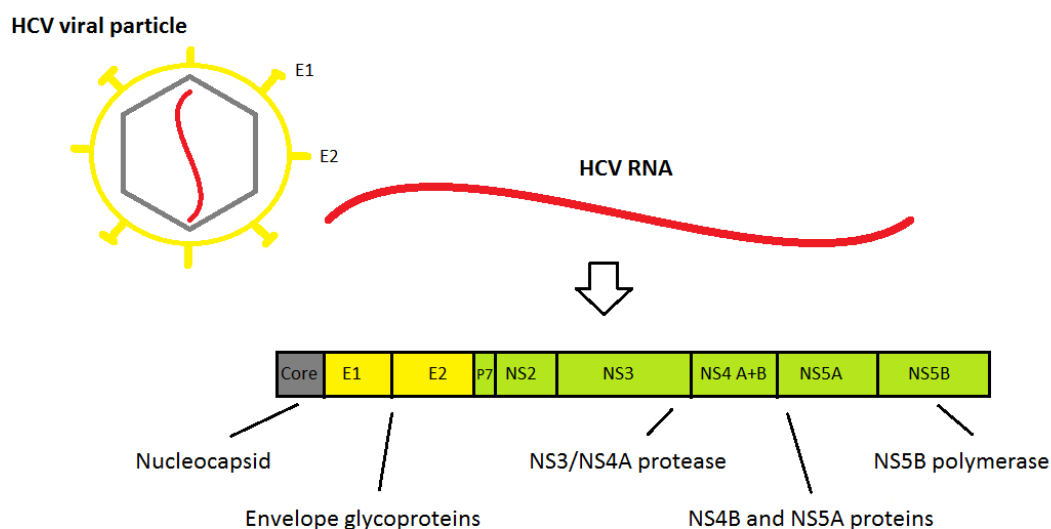 HCV viral particle
E1
E2
HCV RNA
Core E1 E2 P7 NS2 NS3 NS4 A+B NS5A NS5B
Nucleocapsid NS3/NS4A protease NS5B polymerase
Envelope glycoproteins NS4B and NS5A proteins